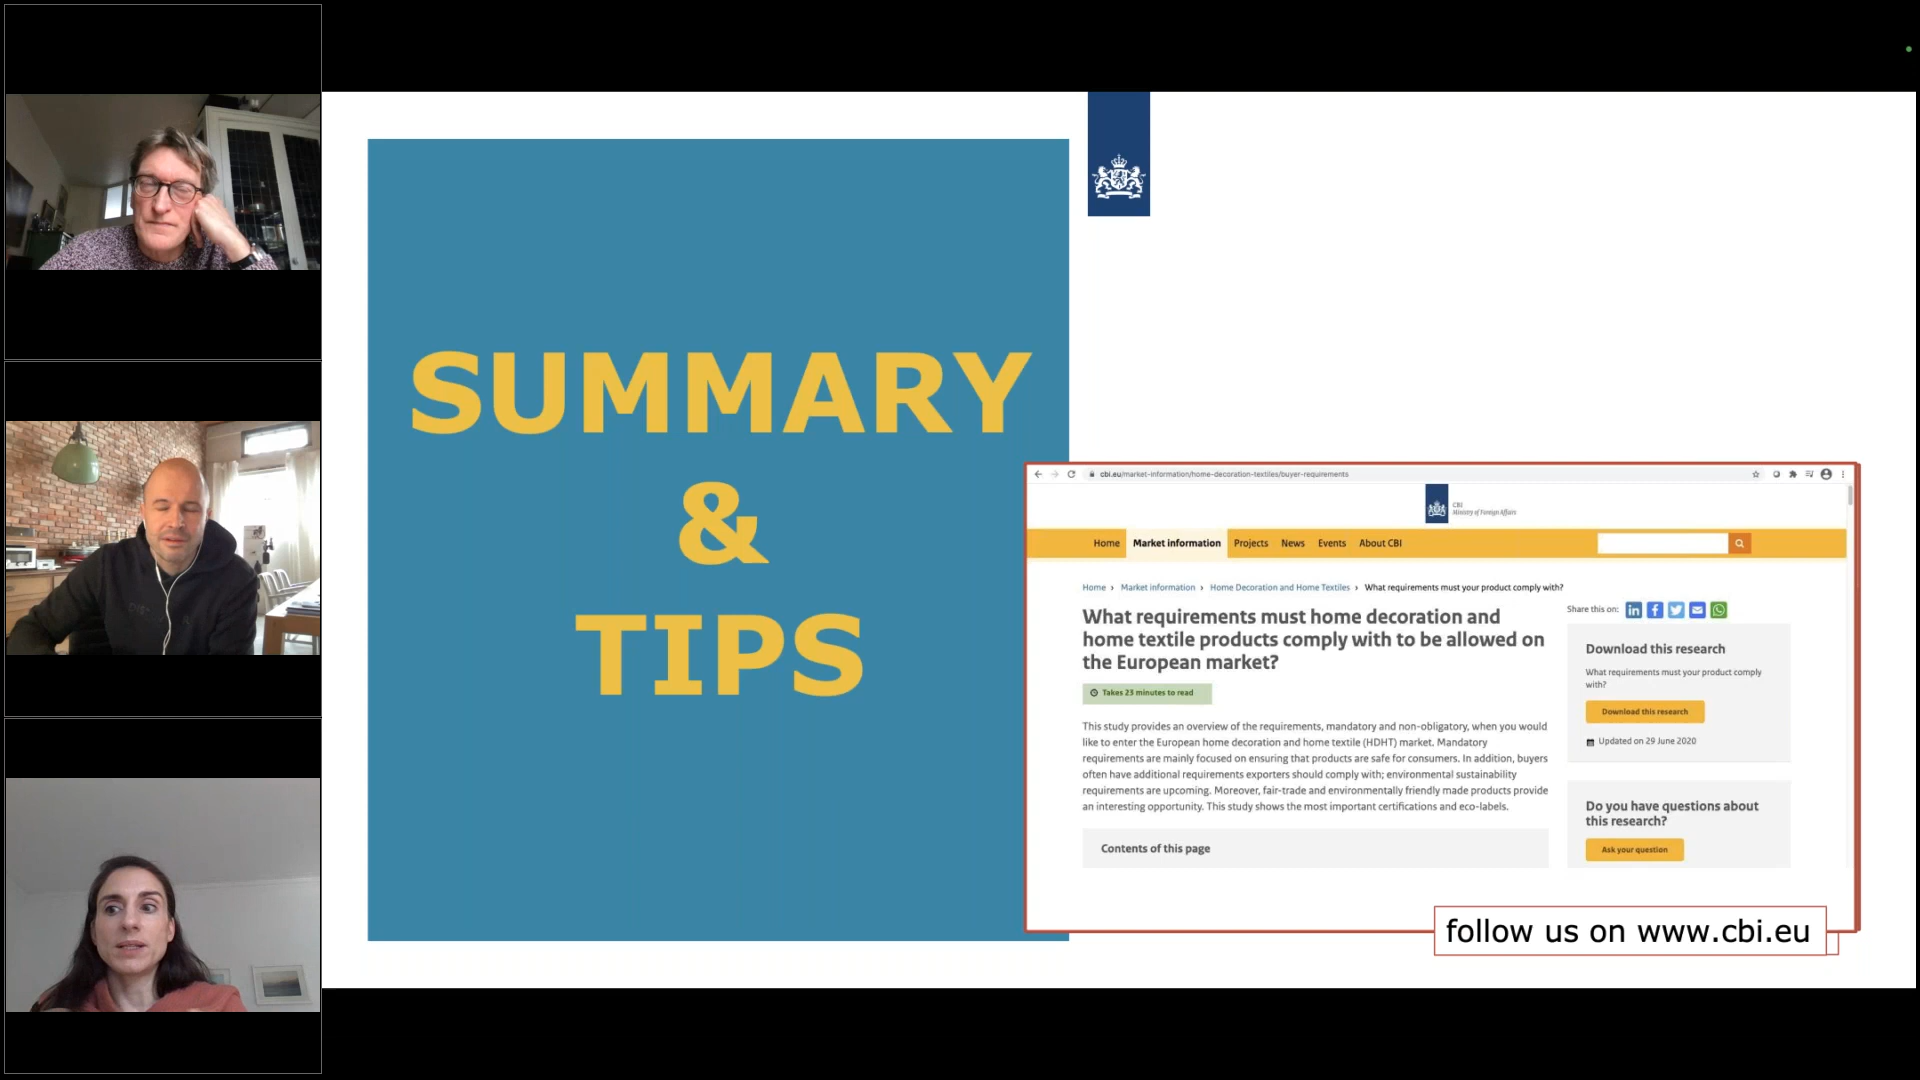 SUMMARY
&
TIPS
cbi.eu/market-information/home-decoration-textiles/buyer-requirements
CBI
Ministry of Foreign Affairs
Home Market information Projects News Events About CBI
Home › Market information › Home Decoration and Home Textiles › What requirements must your product comply with?
What requirements must home decoration and
home textile products comply with to be allowed on
the European market?
Takes 23 minutes to read
This study provides an overview of the requirements, mandatory and non-obligatory, when you would
like to enter the European home decoration and home textile (HDHT) market. Mandatory
requirements are mainly focused on ensuring that products are safe for consumers. In addition, buyers
often have additional requirements exporters should comply with; environmental sustainability
requirements are upcoming. Moreover, fair-trade and environmentally friendly made products provide
an interesting opportunity. This study shows the most important certifications and eco-labels.
Contents of this page
Share this on:
Download this research
What requirements must your product comply
with?
Download this research
Updated on 29 June 2020
Do you have questions about
this research?
Ask your question
follow us on www.cbi.eu